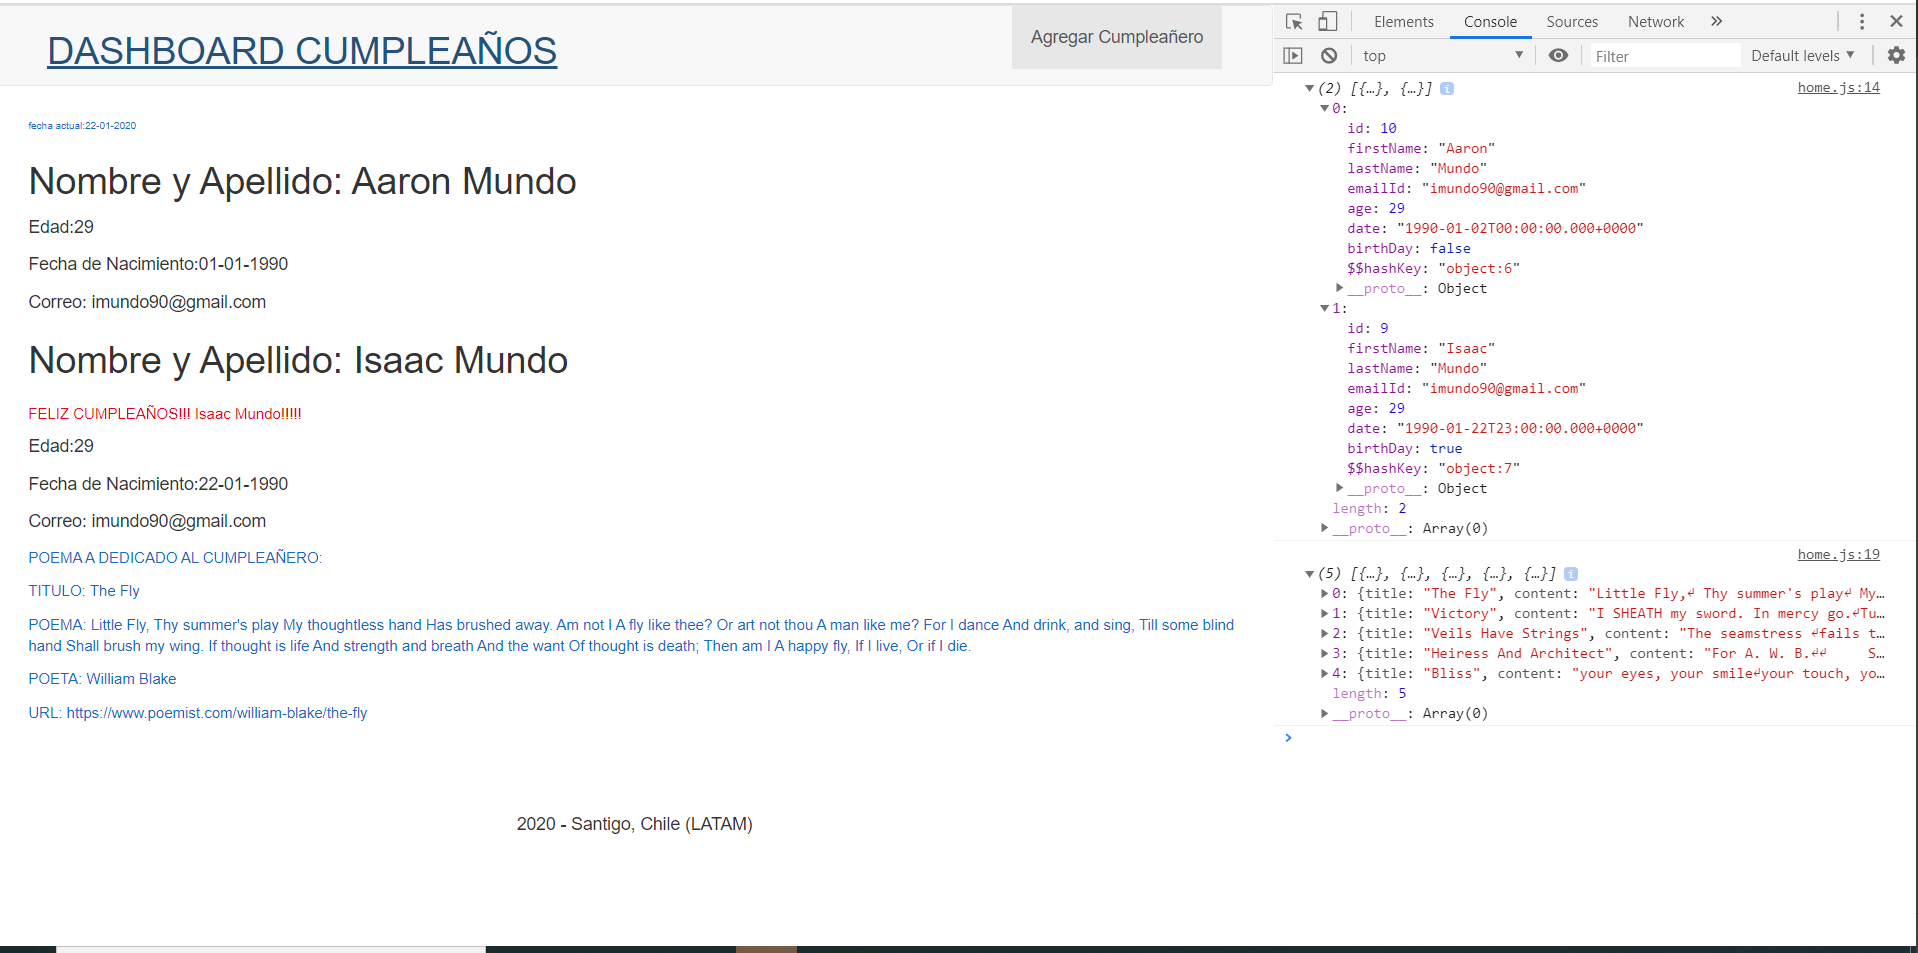 DASHBOARD CUMPLEAÑOS
Agregar Cumpleañero
fecha actual:22-01-2020
Nombre y Apellido: Aaron Mundo
Edad:29
Fecha de Nacimiento:01-01-1990
Correo: imundo90@gmail.com
Nombre y Apellido: Isaac Mundo
FELIZ CUMPLEAÑOS!!! Isaac Mundo!!!!!
Edad:29
Fecha de Nacimiento:22-01-1990
Correo: imundo90@gmail.com
POEMA A DEDICADO AL CUMPLEAÑERO:
TITULO: The Fly
POEMA: Little Fly, Thy summer's play My thoughtless hand Has brushed away. Am not I A fly like thee? Or art not thou A man like me? For I dance And drink, and sing, Till some blind
hand Shall brush my wing. If thought is life And strength and breath And the want Of thought is death; Then am I A happy fly, If I live, Or if I die.
POETA: William Blake
URL: https://www.poemist.com/william-blake/the-fly
2020 - Santigo, Chile (LATAM)
Elements Console Sources Network »
top Filter Default levels
home.js:14
(2) [{…}, {…}]
0:
id: 10
firstName: "Aaron"
lastName: "Mundo"
emailId: "imundo90@gmail.com"
age: 29
date: "1990-01-02T00:00:00.000+0000"
birthDay: false
$$hashKey: "object:6"
__proto__: Object
1:
id: 9
firstName: "Isaac"
lastName: "Mundo"
emailId: "imundo90@gmail.com"
age: 29
date: "1990-01-22T23:00:00.000+0000"
birthDay: true
$$hashKey: "object:7"
__proto__: Object
length: 2
__proto__: Array(0)
home.js:19
(5) [{…}, {…}, {…}, {…}, {…}]
0: {title: "The Fly", content: "Little Fly,↵ Thy summer's play↵ My…
1: {title: "Victory", content: "I SHEATH my sword. In mercy go.↵Tu…
2: {title: "Veils Have Strings", content: "The seamstress ↵fails t…
3: {title: "Heiress And Architect", content: "For A. W. B.↵↵ S…
4: {title: "Bliss", content: "your eyes, your smile↵your touch, yo…
length: 5
__proto__: Array(0)